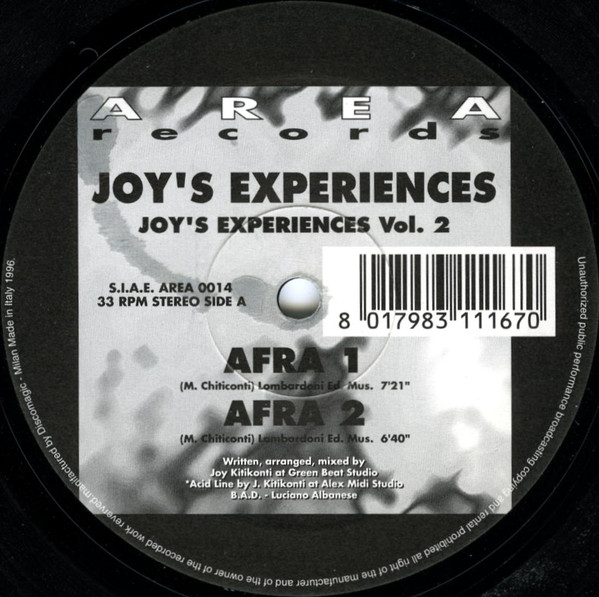 AREA
records
JOY'S EXPERIENCES
JOY'S EXPERIENCES Vol. 2
S.I.A.E. AREA 0014
33 RPM STEREO SIDE A
8 017983 111670
AFRA 1
(M. Chiticonti) Lombardoni Ed. Mus. 7'21"
AFRA 2
(M. Chiticonti) Lombardoni Ed. Mus. 6'40"
Written, arranged, mixed by
Joy Kitikonti at Green Beat Studio
*Acid Line by J. Kitikonti at Alex Midi Studio
B.A.D. - Luciano Albanese
Unauthorized public performance broadcasting copying and rental prohibited all right of the manufacturer and of the owner of the recorded work reverved.manufactured by Discomagic - Milan Made in Italy 1996.